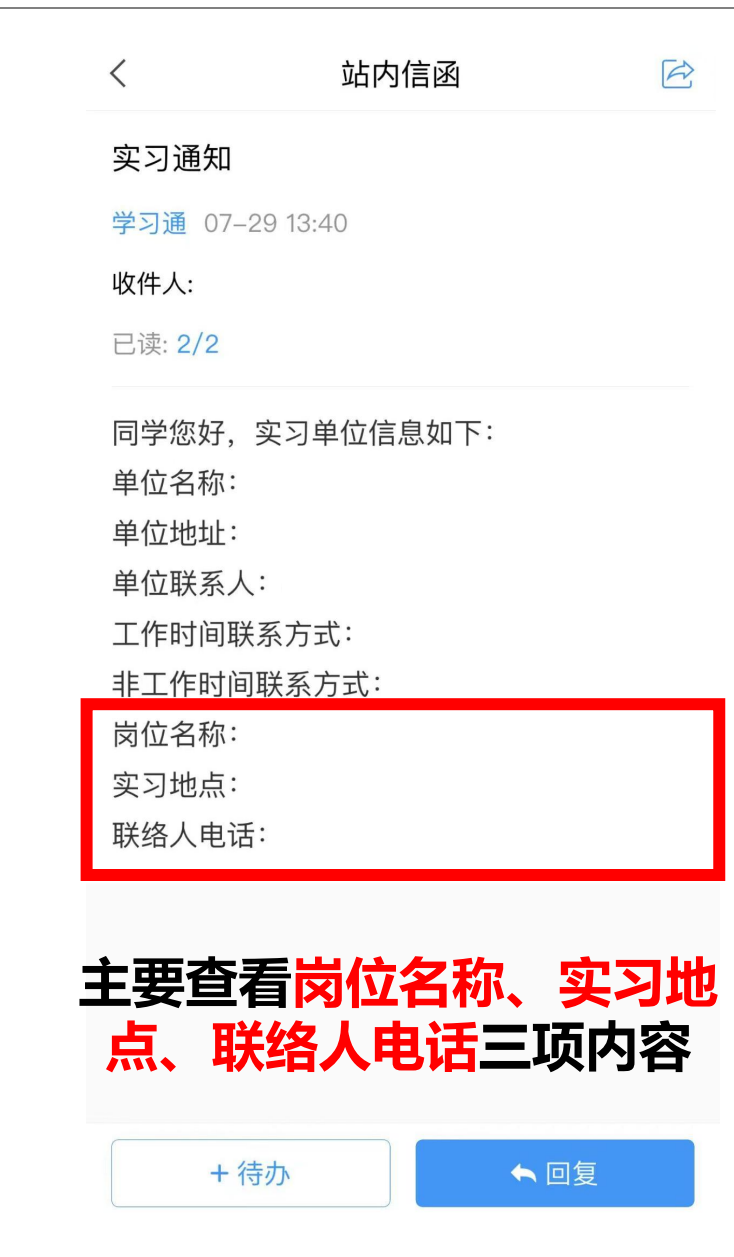 站内信函
实习通知
学习通 07-29 13:40
收件人:
已读: 2/2
同学您好，实习单位信息如下：
单位名称：
单位地址：
单位联系人：
工作时间联系方式：
非工作时间联系方式：
岗位名称：
实习地点：
联络人电话：
主要查看岗位名称、实习地
点、联络人电话三项内容
+ 待办
回复